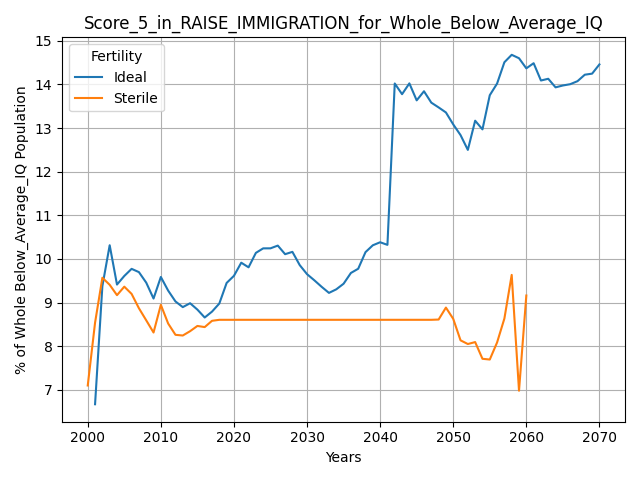 Score_5_in_RAISE_IMMIGRATION_for_Whole_Below_Average_IQ
Fertility
Ideal
Sterile
% of Whole Below_Average_IQ Population
15
14
13
12
11
10
9
8
7
2000 2010 2020 2030 2040 2050 2060 2070
Years